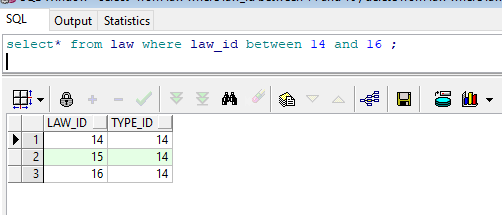 SQL Output Statistics
select* from law where law_id between 14 and 16 ;
LAW_ID TYPE_ID
1 14 14
2 15 14
3 16 14